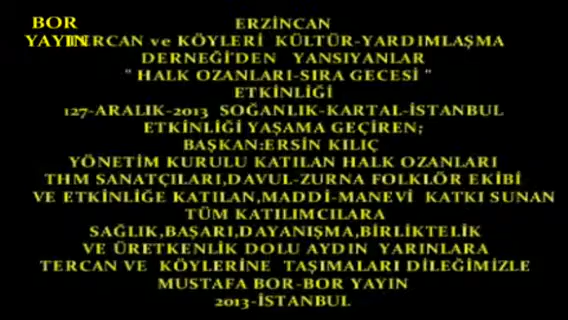 BOR
YAYIN
ERZİNCAN
TERCAN ve KÖYLERİ KÜLTÜR-YARDIMLAŞMA
DERNEĞİ'DEN YANSIYANLAR
" HALK OZANLARI-SIRA GECESİ "
ETKİNLİĞİ
127-ARALIK-2013 SOĞANLIK-KARTAL-İSTANBUL
ETKİNLİĞİ YAŞAMA GEÇİREN;
BAŞKAN:ERSİN KILIÇ
YÖNETİM KURULU KATILAN HALK OZANLARI
THM SANATÇILARI,DAVUL-ZURNA FOLKLÖR EKİBİ
VE ETKİNLİĞE KATILAN,MADDİ-MANEVİ KATKI SUNAN
TÜM KATILIMCILARA
SAĞLIK,BAŞARI,DAYANIŞMA,BİRLİKTELİK
VE ÜRETKENLİK DOLU AYDIN YARINLARA
TERCAN VE KÖYLERİNE TAŞIMALARI DİLEĞİMİZLE
MUSTAFA BOR-BOR YAYIN
2013-İSTANBUL